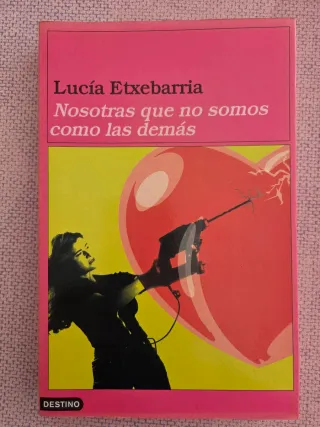 Lucía Etxebarria
Nosotras que no somos
como las demás
DESTINO